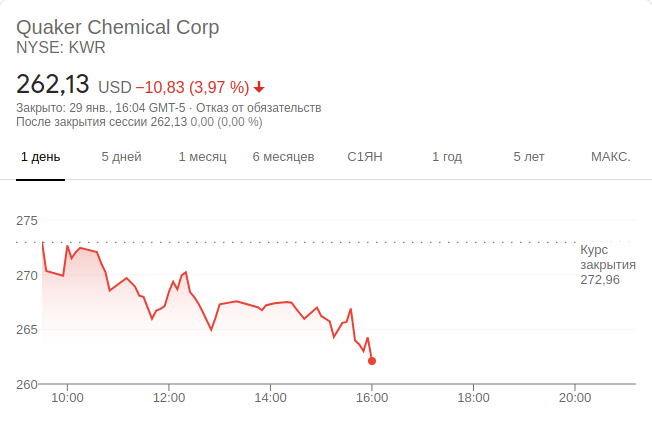 Quaker Chemical Corp
NYSE: KWR
262,13 USD −10,83 (3,97 %)
Закрыто: 29 янв., 16:04 GMT-5 · Отказ от обязательств
После закрытия сессии 262,13 0,00 (0,00 %)
1 день 5 дней 1 месяц 6 месяцев С1ЯН 1 год 5 лет МАКС.
275
Курс
закрытия
272,96
270
265
260
10:00 12:00 14:00 16:00 18:00 20:00